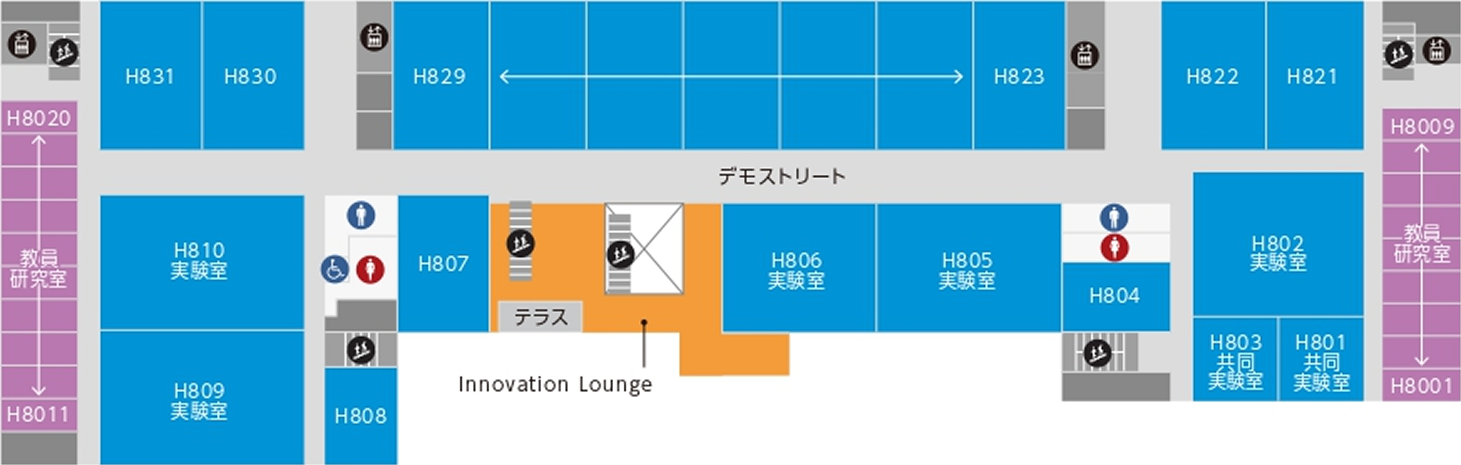 H831
H830
H829
H823
H822
H821
H8020
H8009
デモストリート
教員
研究室
H810
実験室
H807
H806
実験室
H805
実験室
H804
H802
実験室
教員
研究室
テラス
Innovation Lounge
H803
共同
実験室
H801
共同
実験室
H8011
H809
実験室
H808
H8001